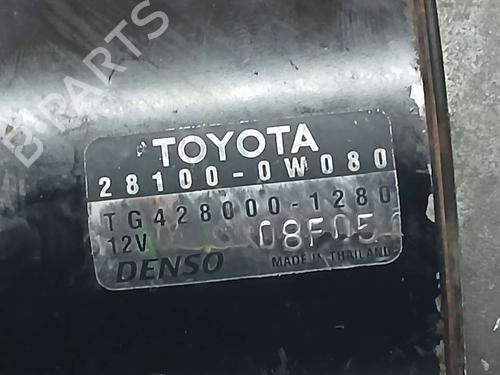 B PARTS
TOYOTA
28100-0W080
TG428000-1280
12V 08F05
DENSO MADE IN THAILAND